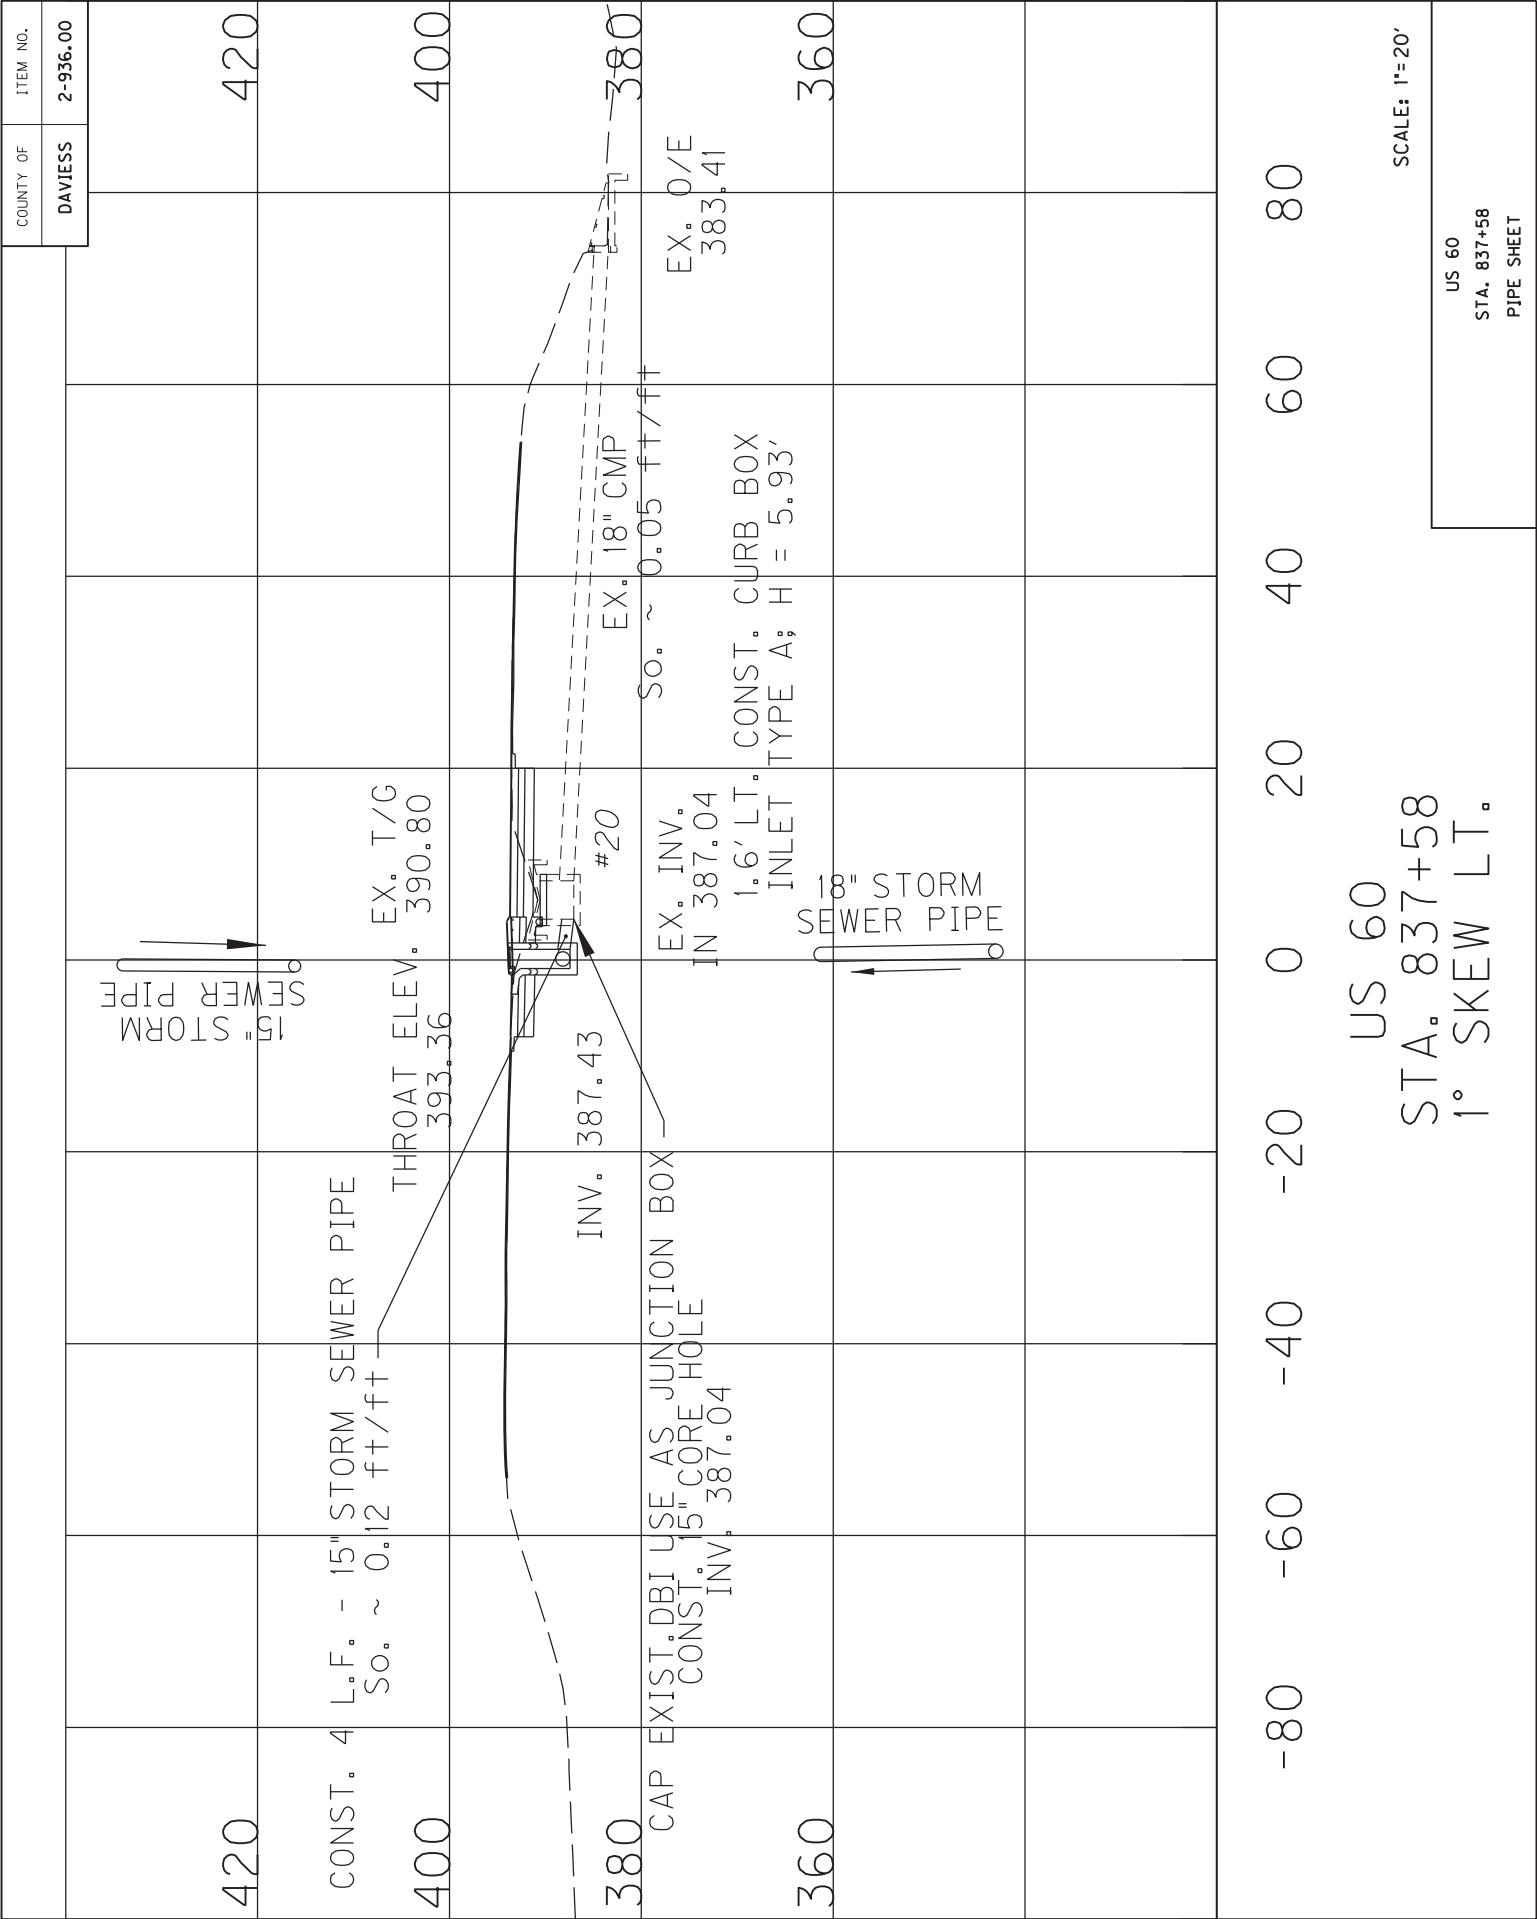 COUNTY OF
ITEM NO.
DAVIESS
2-936.00
420
420
400
400
380
380
360
360
CONST. 4 L.F. - 15" STORM SEWER PIPE
So. ~ 0.12 ft/ft
THROAT ELEV.
393.36
EX. T/G
390.80
15" STORM
SEWER PIPE
INV. 387.43
#20
EX. 18" CMP
So. ~ 0.05 ft/ft
EX. O/E
383.41
CAP EXIST.DBI USE AS JUNCTION BOX
CONST. 15" CORE HOLE
INV. 387.04
EX. INV.
IN 387.04
1.6' LT. CONST. CURB BOX
INLET TYPE A; H = 5.93'
18" STORM
SEWER PIPE
-80
-60
-40
-20
0
20
40
60
80
US 60
STA. 837+58
1° SKEW LT.
SCALE: 1"=20'
US 60
STA. 837+58
PIPE SHEET